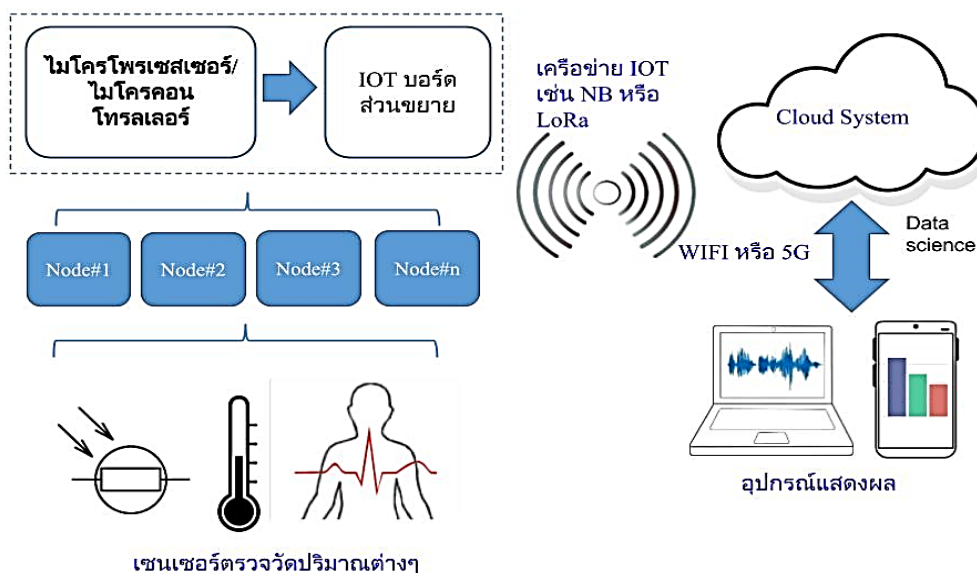 ไมโครโพรเซสเซอร์/
ไมโครคอน
โทรลเลอร์
IOT บอร์ด
ส่วนขยาย
เครือข่าย IOT
เช่น NB หรือ
LoRa
Cloud System
Node#1
Node#2
Node#3
Node#n
WIFI หรือ 5G
Data
science
อุปกรณ์แสดงผล
เซนเซอร์ตรวจวัดปริมาณต่างๆ